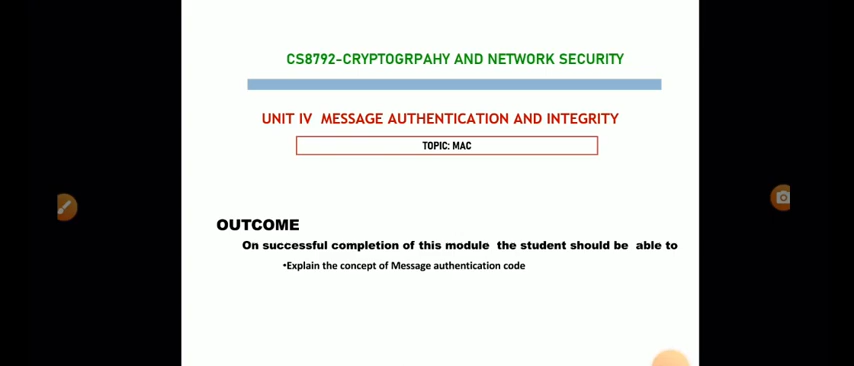 CS8792-CRYPTOGRPAHY AND NETWORK SECURITY
UNIT IV MESSAGE AUTHENTICATION AND INTEGRITY
TOPIC: MAC
OUTCOME
On successful completion of this module the student should be able to
•Explain the concept of Message authentication code